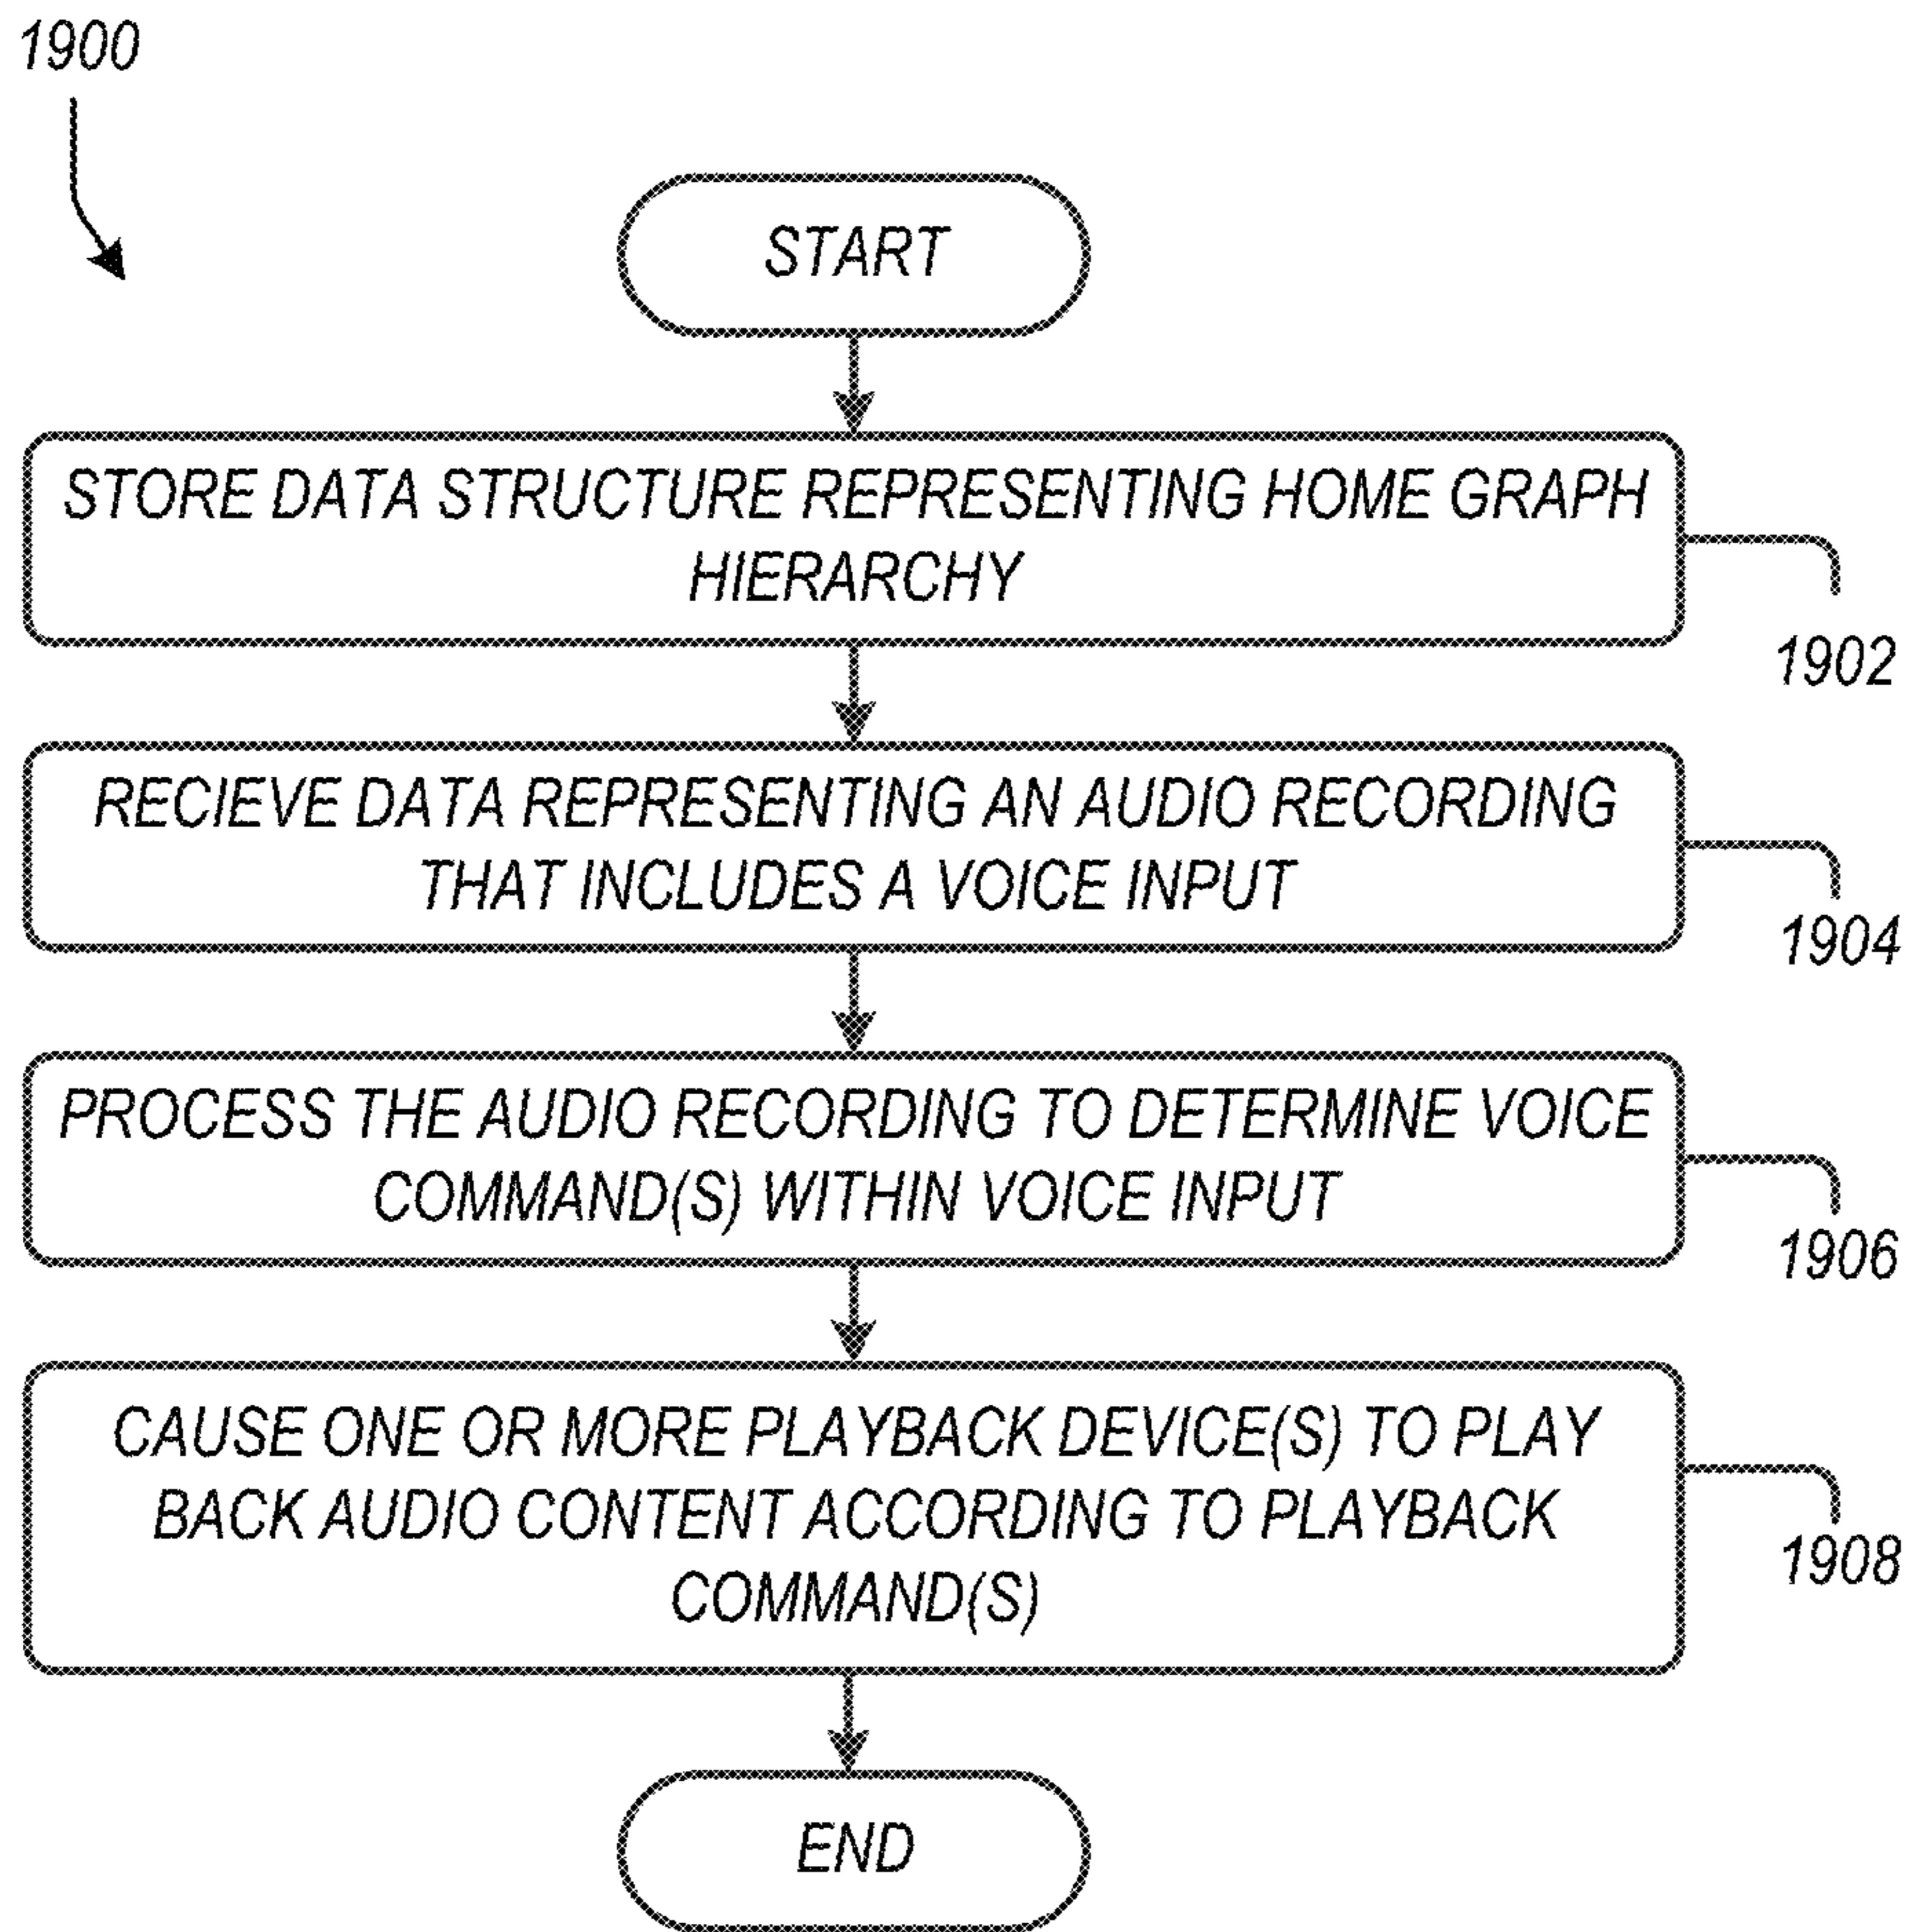 1900
START
STORE DATA STRUCTURE REPRESENTING HOME GRAPH
HIERARCHY
1902
RECIEVE DATA REPRESENTING AN AUDIO RECORDING
THAT INCLUDES A VOICE INPUT
1904
PROCESS THE AUDIO RECORDING TO DETERMINE VOICE
COMMAND(S) WITHIN VOICE INPUT
1906
CAUSE ONE OR MORE PLAYBACK DEVICE(S) TO PLAY
BACK AUDIO CONTENT ACCORDING TO PLAYBACK
COMMAND(S)
1908
END